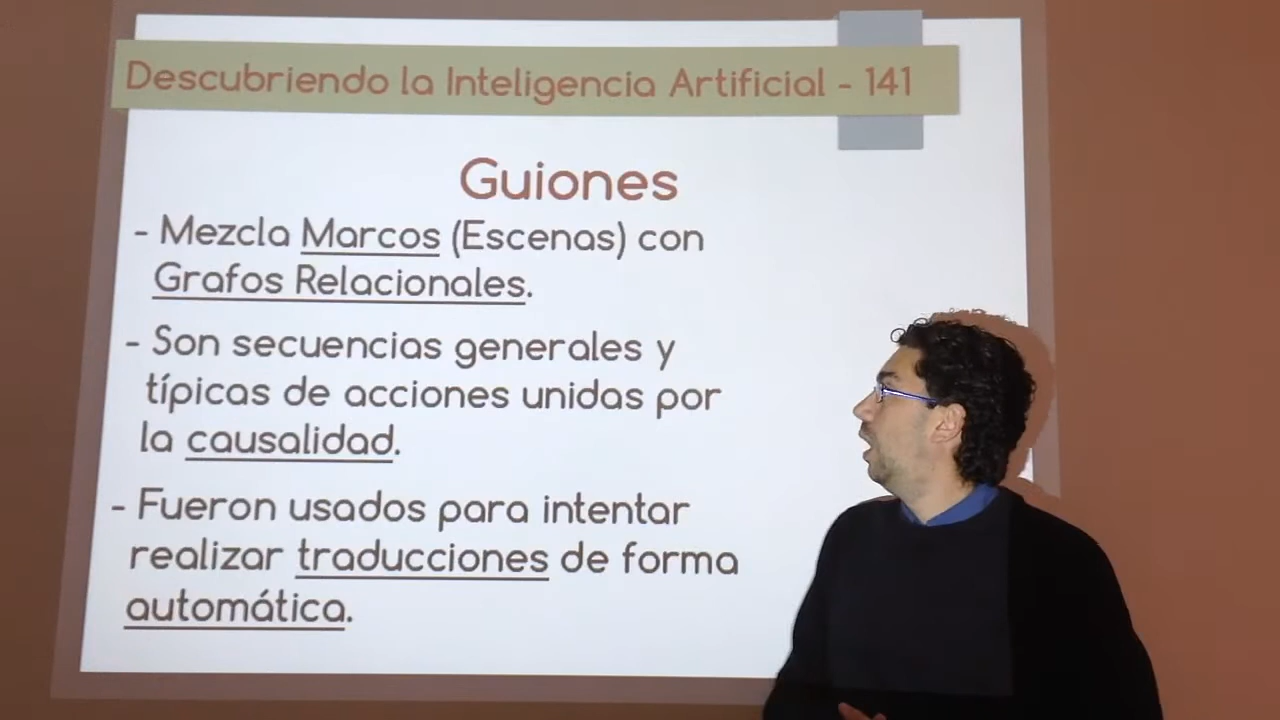 Descubriendo la Inteligencia Artificial - 141
Guiones
- Mezcla Marcos (Escenas) con
Grafos Relacionales.
- Son secuencias generales y
típicas de acciones unidas por
la causalidad.
- Fueron usados para intentar
realizar traducciones de forma
automática.